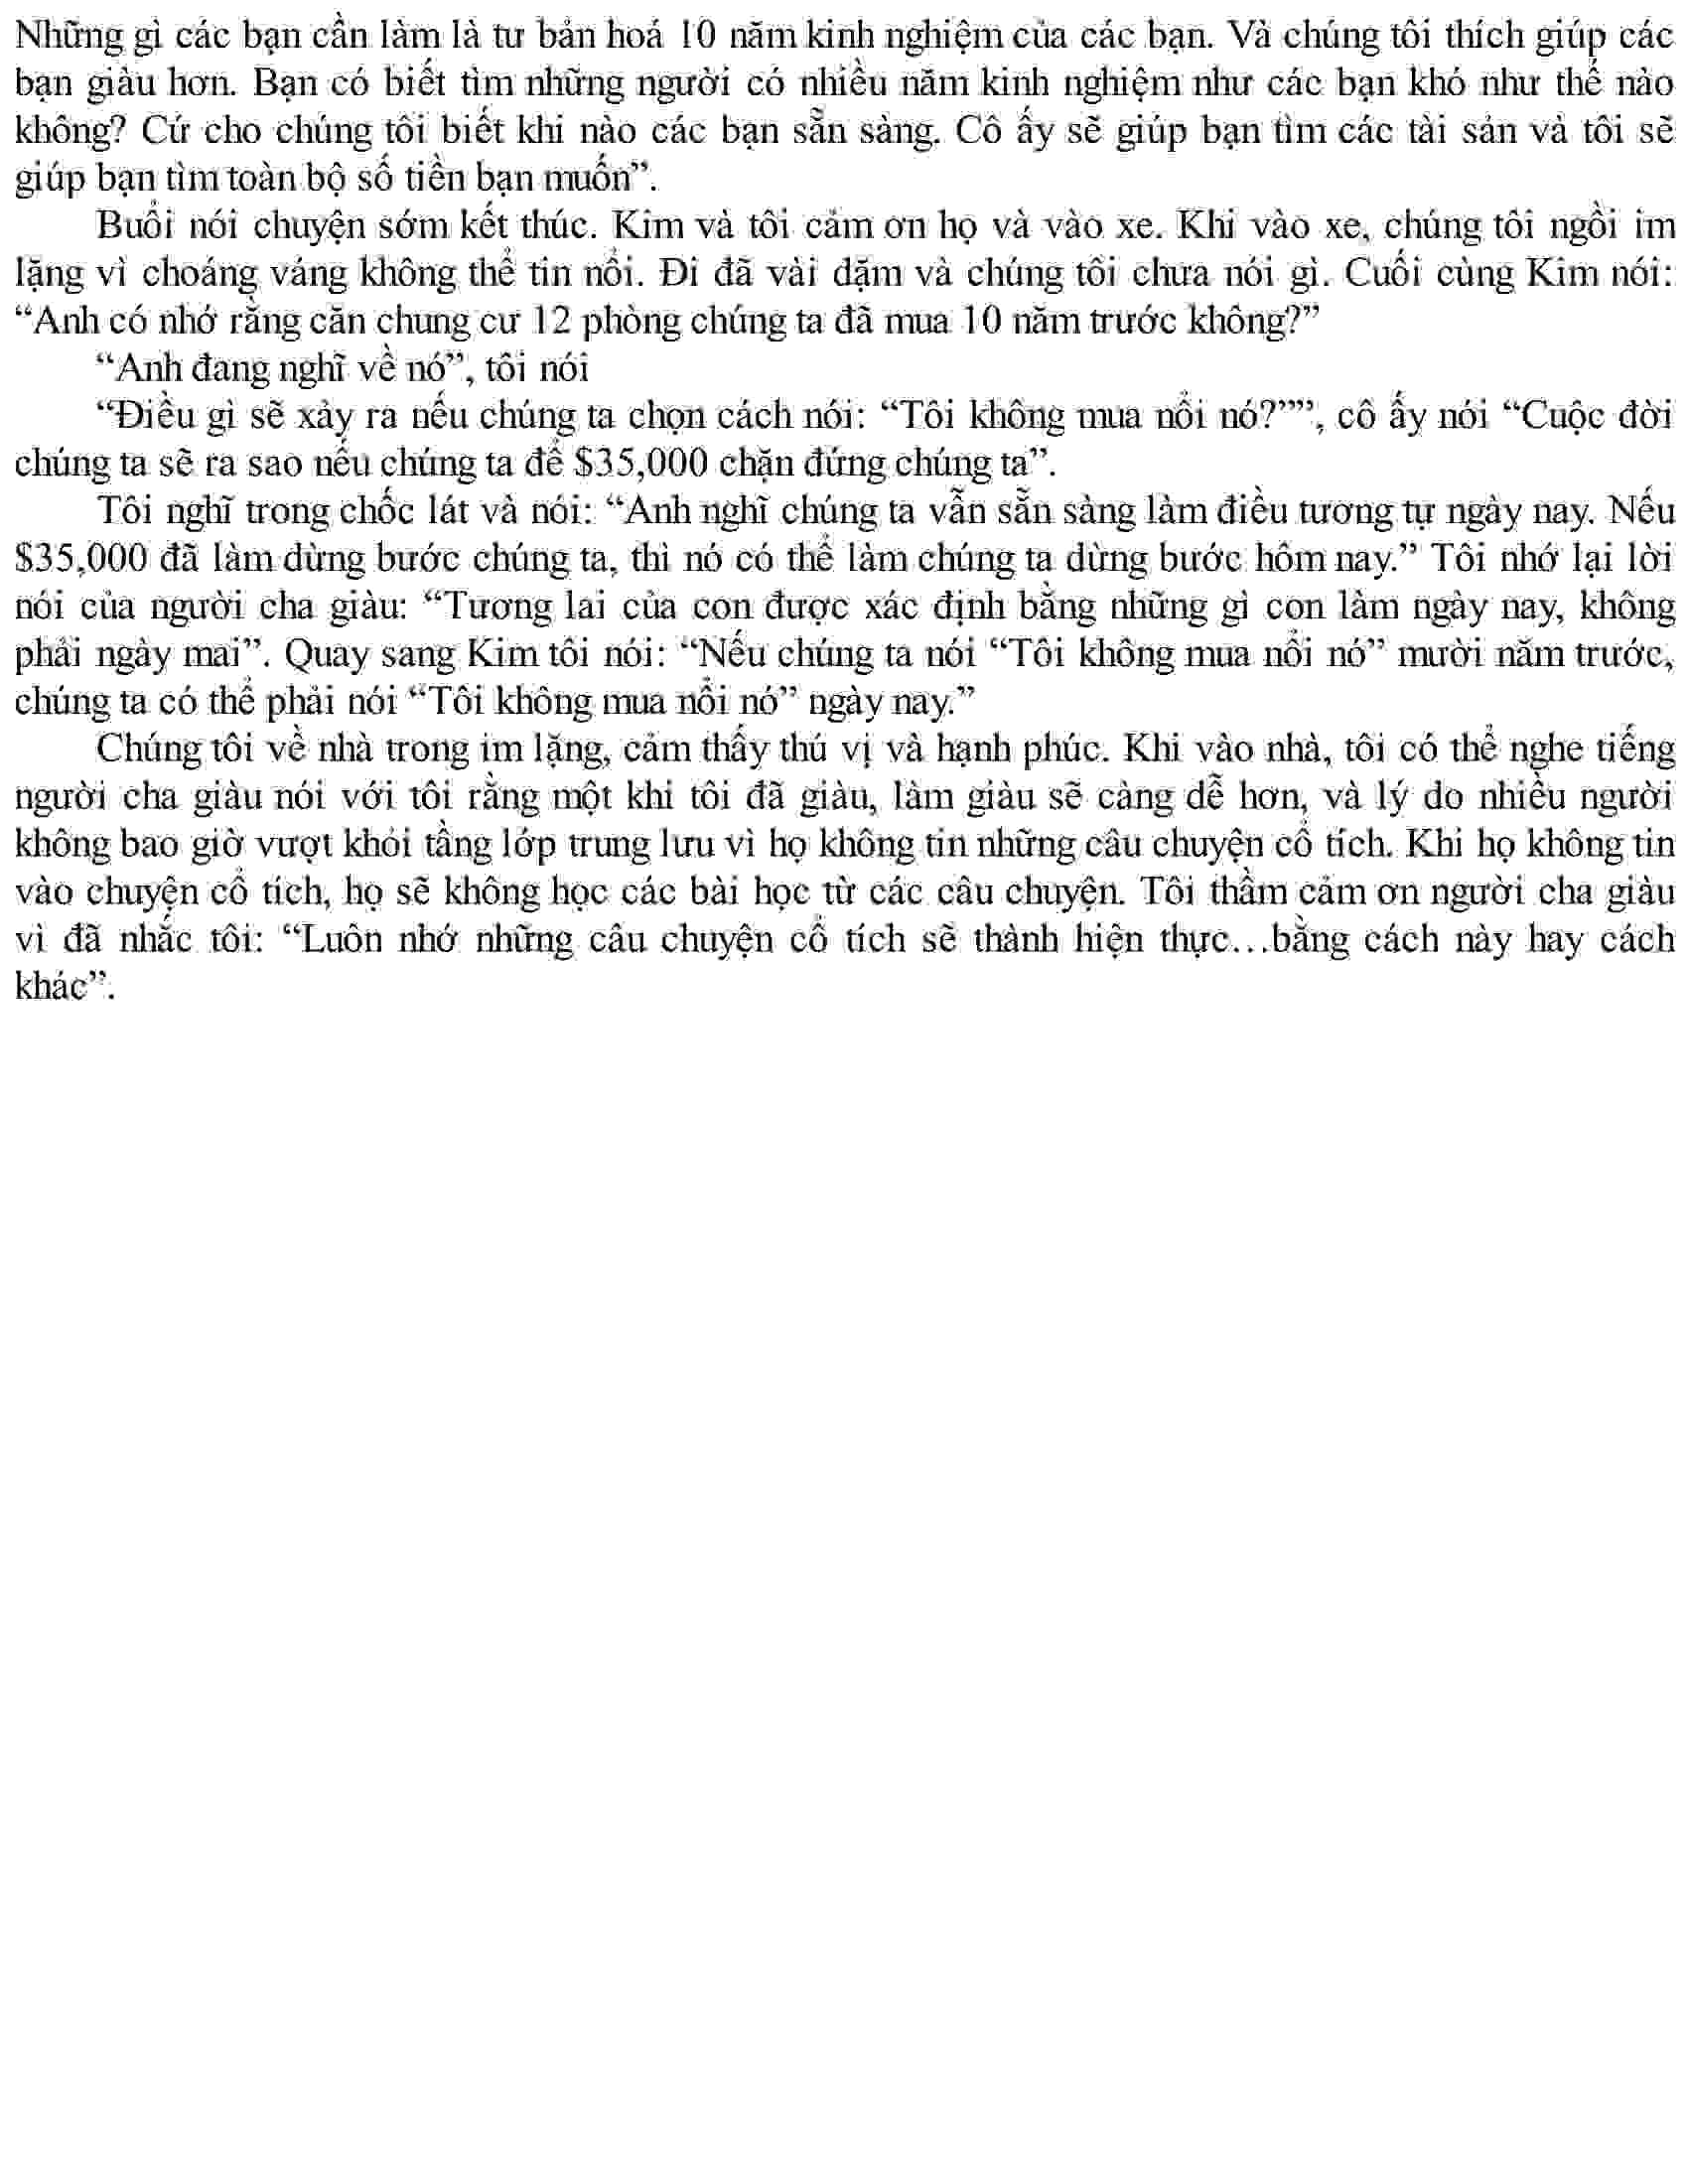 Những gì các bạn cần làm là tư bản hoá 10 năm kinh nghiệm của các bạn. Và chúng tôi thích giúp các
bạn giàu hơn. Bạn có biết tìm những người có nhiều năm kinh nghiệm như các bạn khó như thế nào
không? Cứ cho chúng tôi biết khi nào các bạn sẵn sàng. Cô ấy sẽ giúp bạn tìm các tài sản và tôi sẽ
giúp bạn tìm toàn bộ số tiền bạn muốn”.
Buổi nói chuyện sớm kết thúc. Kim và tôi cảm ơn họ và vào xe. Khi vào xe, chúng tôi ngồi im
lặng vì choáng váng không thể tin nổi. Đi đã vài dặm và chúng tôi chưa nói gì. Cuối cùng Kim nói:
“Anh có nhớ rằng căn chung cư 12 phòng chúng ta đã mua 10 năm trước không?”
“Anh đang nghĩ về nó”, tôi nói
“Điều gì sẽ xảy ra nếu chúng ta chọn cách nói: “Tôi không mua nổi nó?””, cô ấy nói “Cuộc đời
chúng ta sẽ ra sao nếu chúng ta để $35,000 chặn đứng chúng ta”.
Tôi nghĩ trong chốc lát và nói: “Anh nghĩ chúng ta vẫn sẵn sàng làm điều tương tự ngày nay. Nếu
$35,000 đã làm dừng bước chúng ta, thì nó có thể làm chúng ta dừng bước hôm nay.” Tôi nhớ lại lời
nói của người cha giàu: “Tương lai của con được xác định bằng những gì con làm ngày nay, không
phải ngày mai”. Quay sang Kim tôi nói: “Nếu chúng ta nói “Tôi không mua nổi nó” mười năm trước,
chúng ta có thể phải nói “Tôi không mua nổi nó” ngày nay.”
Chúng tôi về nhà trong im lặng, cảm thấy thú vị và hạnh phúc. Khi vào nhà, tôi có thể nghe tiếng
người cha giàu nói với tôi rằng một khi tôi đã giàu, làm giàu sẽ càng dễ hơn, và lý do nhiều người
không bao giờ vượt khỏi tầng lớp trung lưu vì họ không tin những câu chuyện cổ tích. Khi họ không tin
vào chuyện cổ tích, họ sẽ không học các bài học từ các câu chuyện. Tôi thầm cảm ơn người cha giàu
vì đã nhắc tôi: “Luôn nhớ những câu chuyện cổ tích sẽ thành hiện thực…bằng cách này hay cách
khác”.